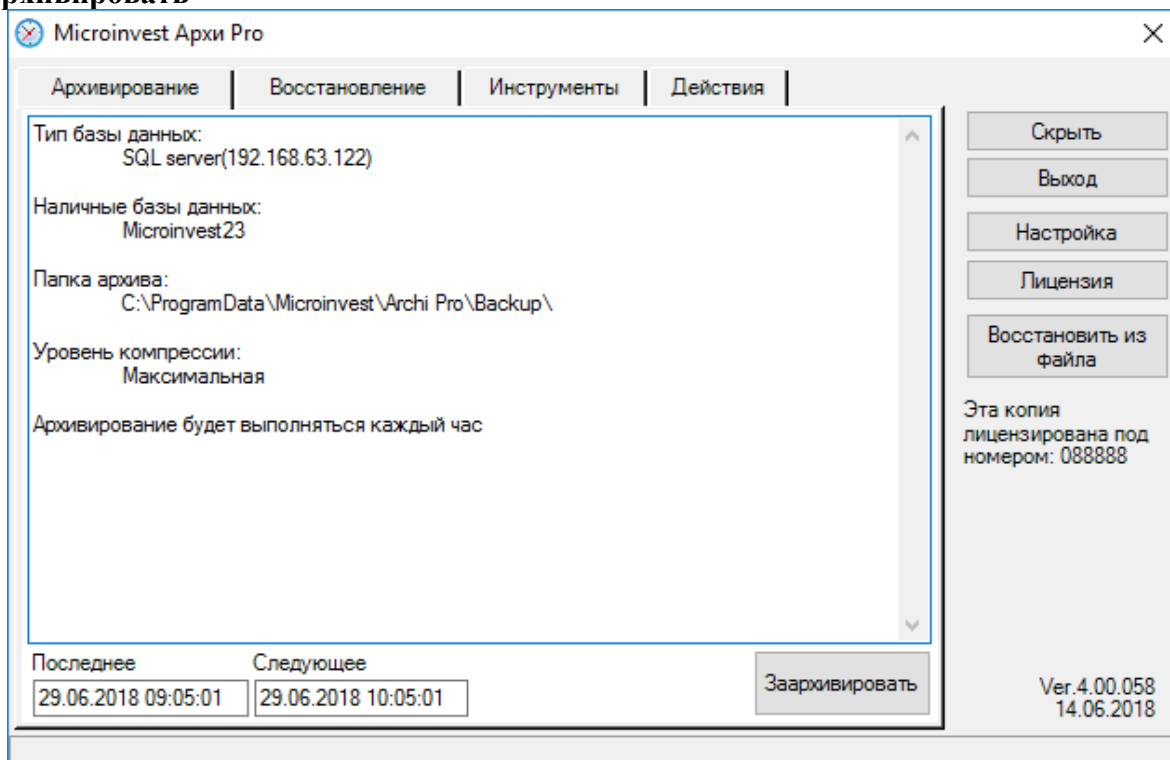 Microinvest Архи Pro
Архивирование Восстановление Инструменты Действия
Тип базы данных:
SQL server(192.168.63.122)
Наличные базы данных:
Microinvest23
Папка архива:
C:\ProgramData\Microinvest\Archi Pro\Backup\
Уровень компрессии:
Максимальная
Архивирование будет выполняться каждый час
Последнее Следующее
29.06.2018 09:05:01 29.06.2018 10:05:01
Заархивировать
Скрыть
Выход
Настройка
Лицензия
Восстановить из
файла
Эта копия
лицензирована под
номером: 088888
Ver.4.00.058
14.06.2018